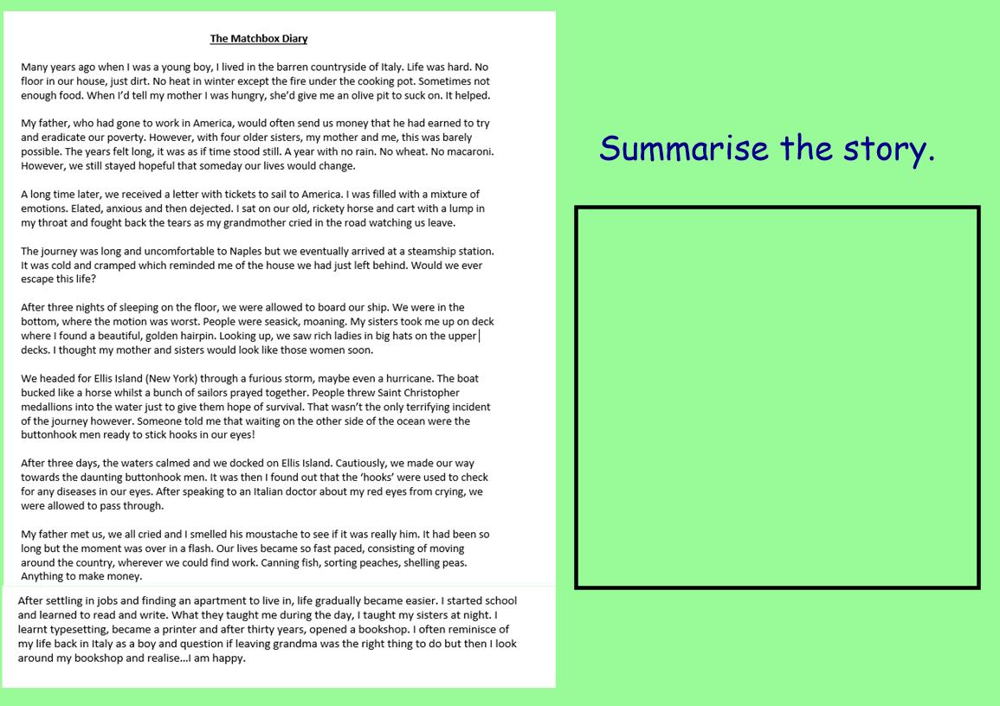 The Matchbox Diary
Many years ago when I was a young boy, I lived in the barren countryside of Italy. Life was hard. No
floor in our house, just dirt. No heat in winter except the fire under the cooking pot. Sometimes not
enough food. When I'd tell my mother I was hungry, she'd give me an olive pit to suck on. It helped.
My father, who had gone to work in America, would often send us money that he had earned to try
and eradicate our poverty. However, with four older sisters, my mother and me, this was barely
possible. The years felt long, it was as if time stood still. A year with no rain. No wheat. No macaroni.
However, we still stayed hopeful that someday our lives would change.
A long time later, we received a letter with tickets to sail to America. I was filled with a mixture of
emotions. Elated, anxious and then dejected. I sat on our old, rickety horse and cart with a lump in
my throat and fought back the tears as my grandmother cried in the road watching us leave.
The journey was long and uncomfortable to Naples but we eventually arrived at a steamship station.
It was cold and cramped which reminded me of the house we had just left behind. Would we ever
escape this life?
After three nights of sleeping on the floor, we were allowed to board our ship. We were in the
bottom, where the motion was worst. People were seasick, moaning. My sisters took me up on deck
where I found a beautiful, golden hairpin. Looking up, we saw rich ladies in big hats on the upper
decks. I thought my mother and sisters would look like those women soon.
We headed for Ellis Island (New York) through a furious storm, maybe even a hurricane. The boat
bucked like a horse whilst a bunch of sailors prayed together. People threw Saint Christopher
medallions into the water just to give them hope of survival. That wasn't the only terrifying incident
of the journey however. Someone told me that waiting on the other side of the ocean were the
buttonhook men ready to stick hooks in our eyes!
After three days, the waters calmed and we docked on Ellis Island. Cautiously, we made our way
towards the daunting buttonhook men. It was then I found out that the 'hooks' were used to check
for any diseases in our eyes. After speaking to an Italian doctor about my red eyes from crying, we
were allowed to pass through.
My father met us, we all cried and I smelled his moustache to see if it was really him. It had been so
long but the moment was over in a flash. Our lives became so fast paced, consisting of moving
around the country, wherever we could find work. Canning fish, sorting peaches, shelling peas.
Anything to make money.
After settling in jobs and finding an apartment to live in, life gradually became easier. I started school
and learned to read and write. What they taught me during the day, I taught my sisters at night. I
learnt typesetting, became a printer and after thirty years, opened a bookshop. I often reminisce of
my life back in Italy as a boy and question if leaving grandma was the right thing to do but then I look
around my bookshop and realise...I am happy.
Summarise the story.